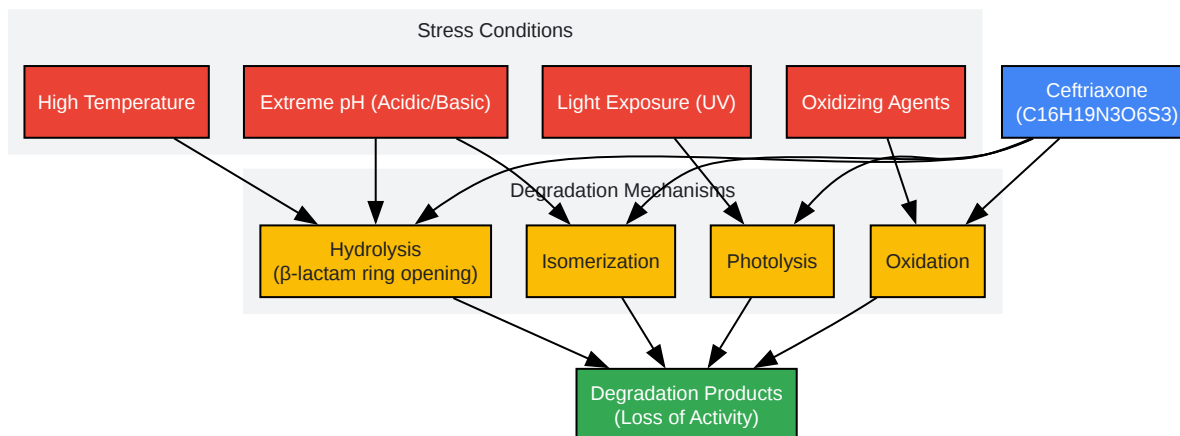 Stress Conditions
High Temperature
Extreme pH (Acidic/Basic)
Light Exposure (UV)
Oxidizing Agents
Ceftriaxone
(C16H19N3O6S3)
Degradation Mechanisms
Hydrolysis
(β-lactam ring opening)
Isomerization
Photolysis
Oxidation
Degradation Products
(Loss of Activity)